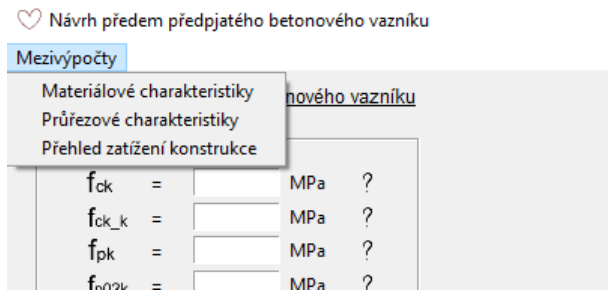 Návrh předem předpjatého betonového vazníku
Mezivýpočty
Materiálové charakteristiky
nového vazníku
Průřezové charakteristiky
Přehled zatížení konstrukce
fck = MPa ?
fck_k = MPa ?
fpk = MPa ?
fp02k = MPa ?